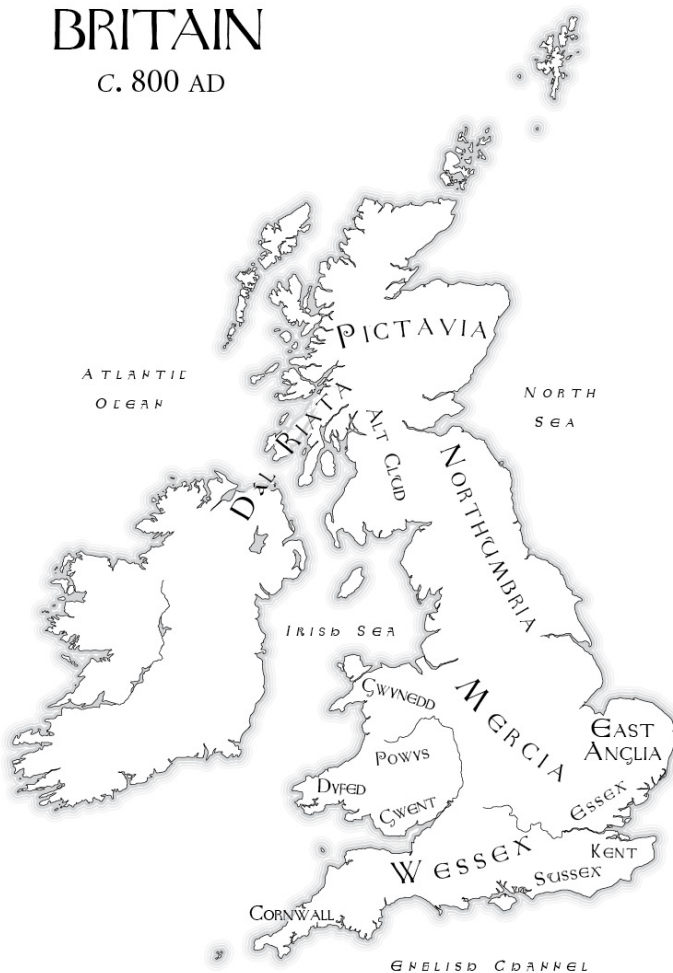 BRITAIN
C. 800 AD
PICTAVIA
ATLANTIC
OCEAN
NORTH
SEA
DÁL RIATA
ALT CLUD
NORTHUMBRIA
IRISH SEA
GWYNEDD
MERCIA
EAST
ANGLIA
POWYS
DYFED
GWENT
ESSEX
WESSEX
KENT
SUSSEX
CORNWALL
ENGLISH CHANNEL